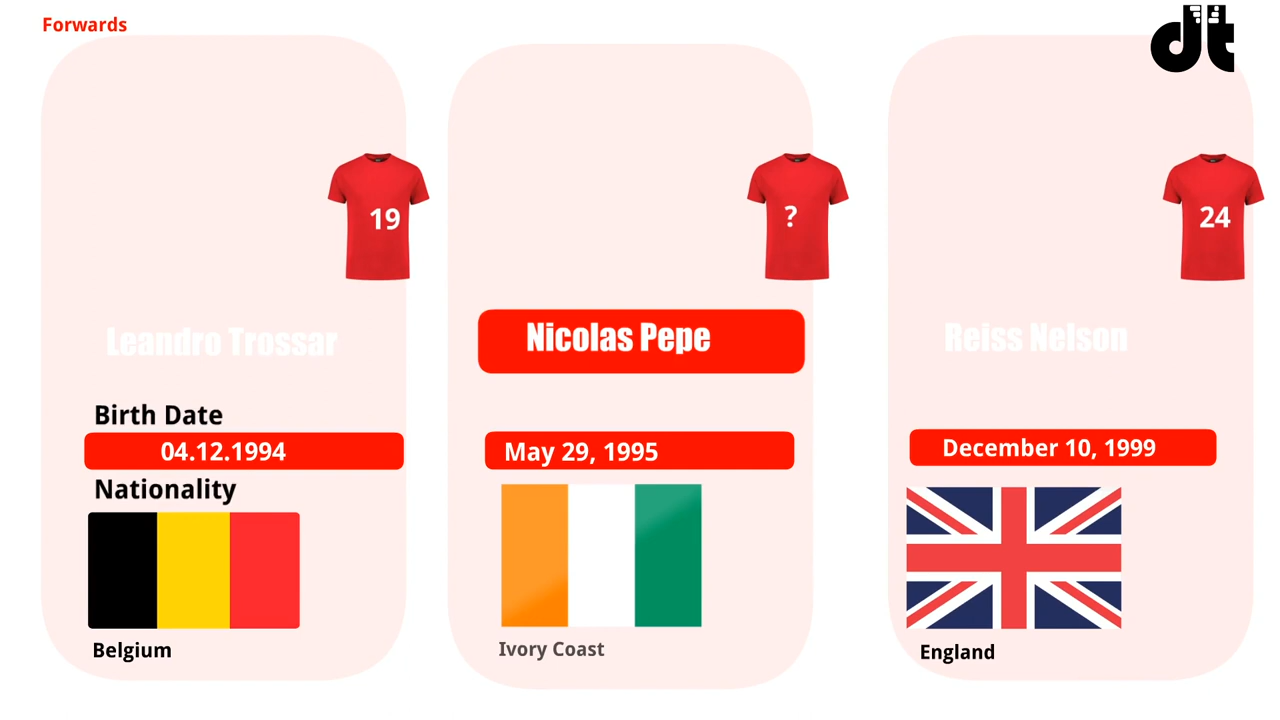 Forwards
dt
19
?
24
Leandro Trossar
Nicolas Pepe
Reiss Nelson
Birth Date
04.12.1994
May 29, 1995
December 10, 1999
Nationality
Belgium
Ivory Coast
England